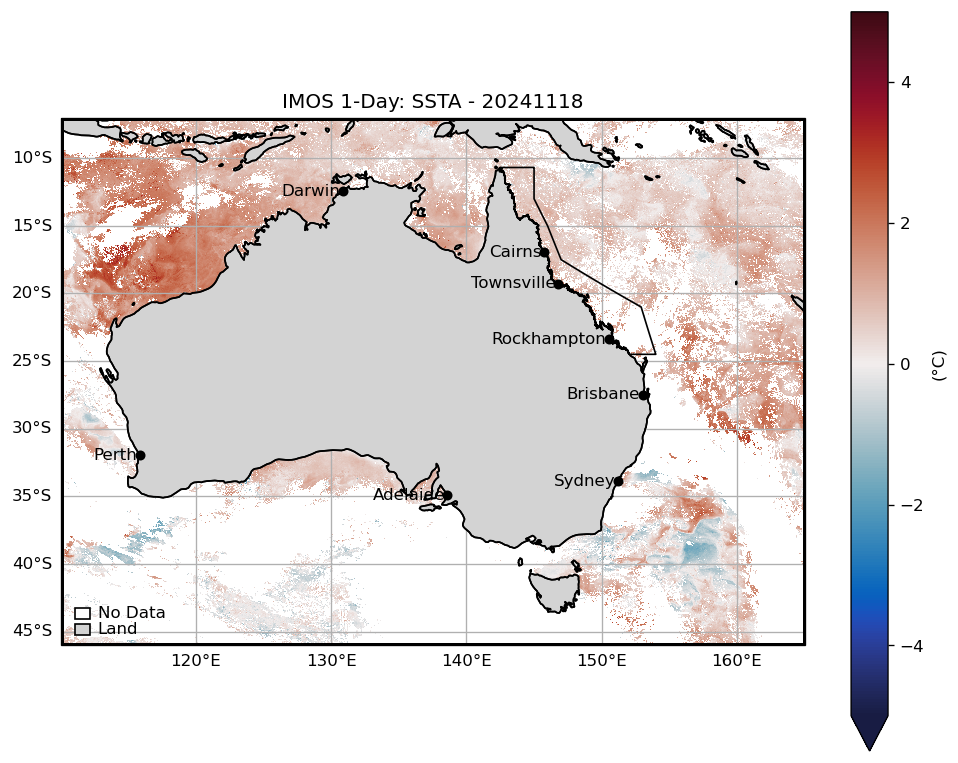 IMOS 1-Day: SSTA - 20241118
10°S
15°S
20°S
25°S
30°S
35°S
40°S
45°S
Darwin
Cairns
Townsville
Rockhampton
Brisbane
Perth
Sydney
Adelaide
No Data
Land
120°E 130°E 140°E 150°E 160°E
4
2
0
−2
−4
(°C)